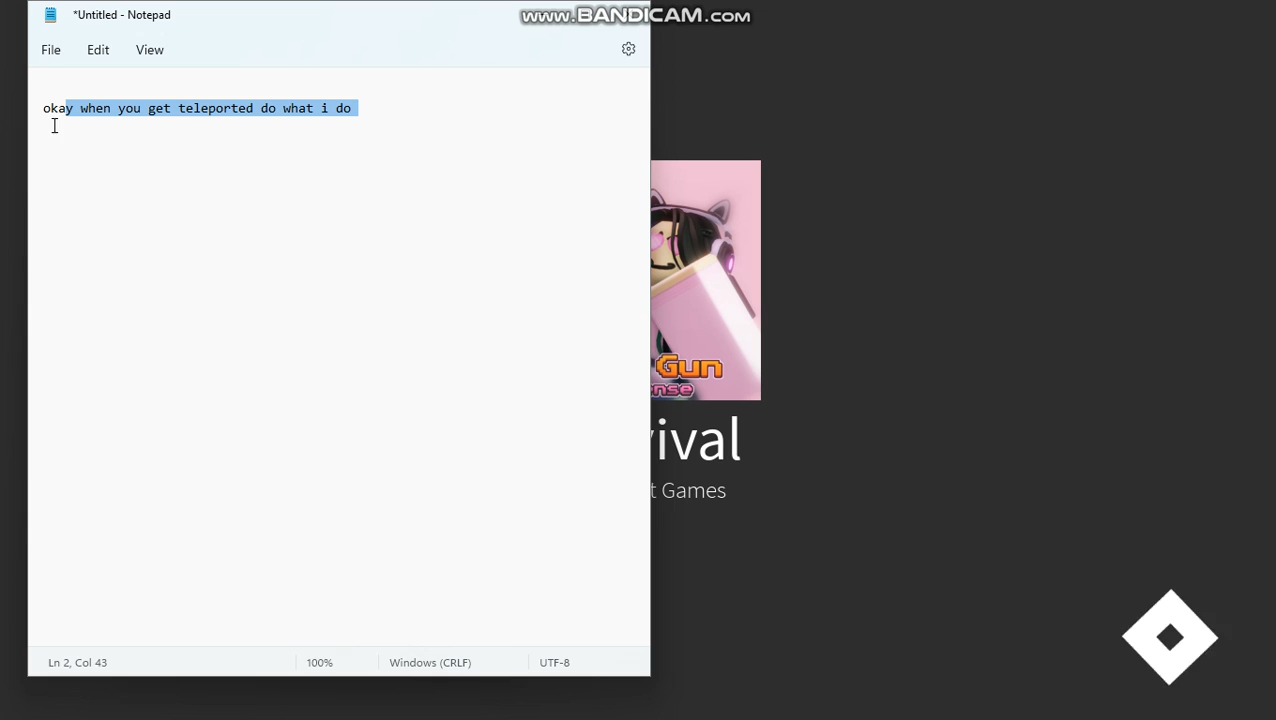 *Untitled - Notepad
www.BANDICAM.com
File Edit View
okay when you get teleported do what i do
Gun
nse
vival
t Games
Ln 2, Col 43 100% Windows (CRLF) UTF-8